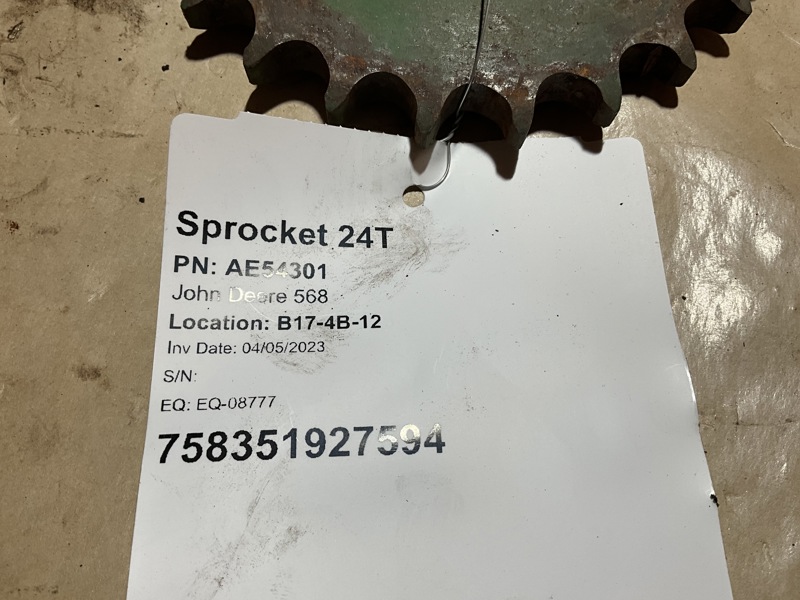 Sprocket 24T
PN: AE54301
John Deere 568
Location: B17-4B-12
Inv Date: 04/05/2023
S/N:
EQ: EQ-08777
758351927594